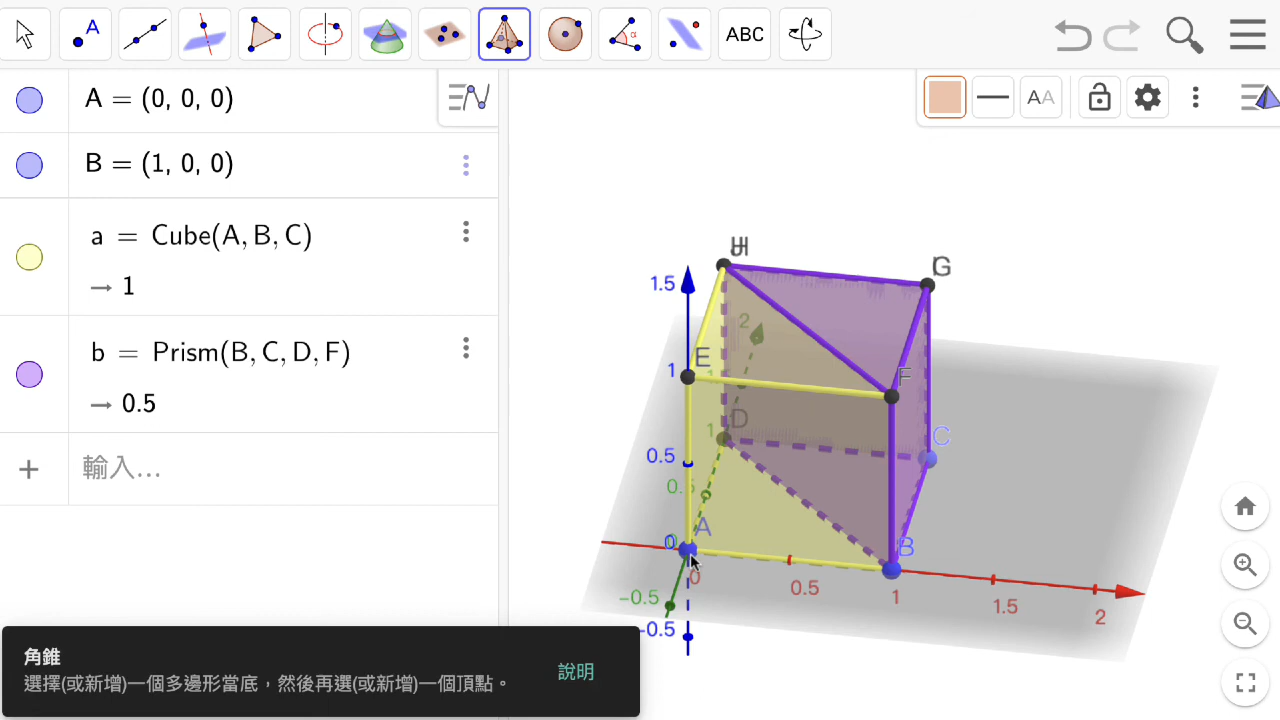 A
α
ABC
AA
A = (0, 0, 0)
B = (1, 0, 0)
a = Cube(A, B, C)
→ 1
b = Prism(B, C, D, F)
→ 0.5
+ 輸入…
G
1.5
2
E
1
F
D
1
C
0.5
0.5
A
0
B
0
0.5
1
1.5
2
−0.5
−0.5
角錐
選擇(或新增)一個多邊形當底，然後再選(或新增)一個頂點。
說明